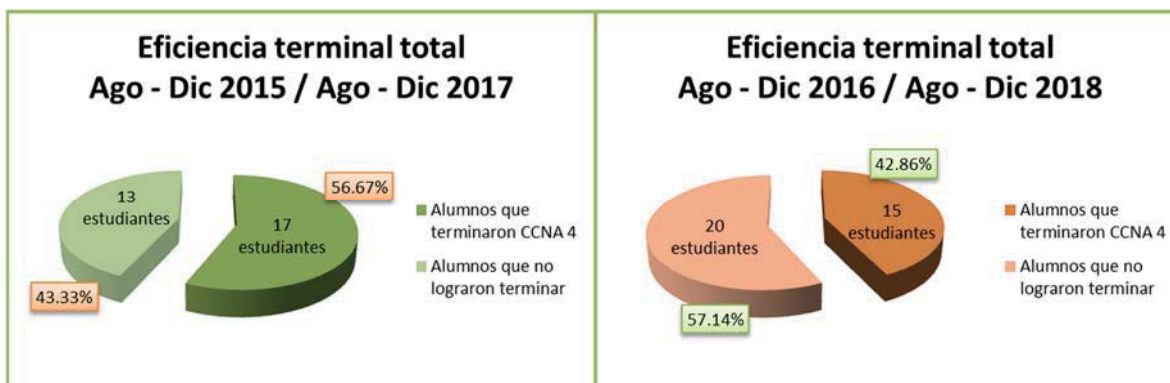 Eficiencia terminal total
Ago - Dic 2015 / Ago - Dic 2017
13
estudiantes
56.67%
17
estudiantes
43.33%
Alumnos que
terminaron CCNA 4
Alumnos que no
lograron terminar
Eficiencia terminal total
Ago - Dic 2016 / Ago - Dic 2018
42.86%
20
estudiantes
15
estudiantes
57.14%
Alumnos que
terminaron CCNA 4
Alumnos que no
lograron terminar